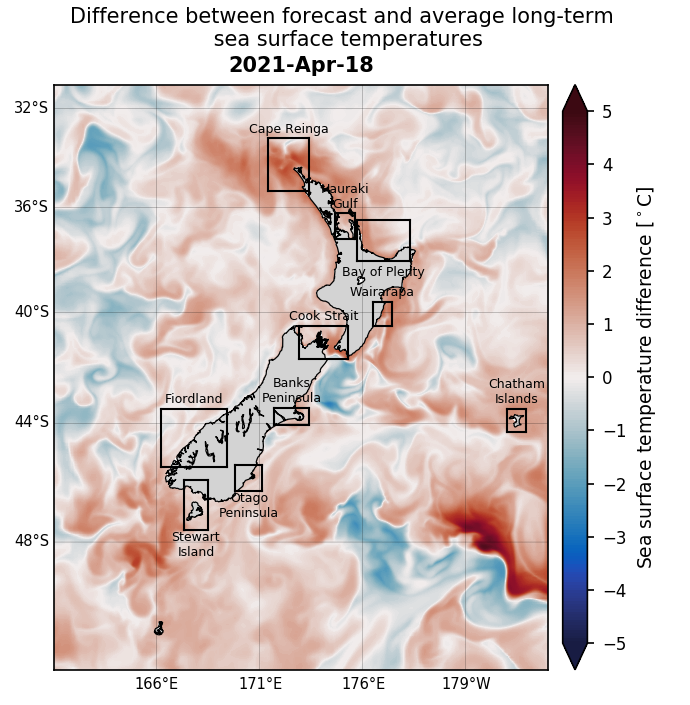 Difference between forecast and average long-term
sea surface temperatures
2021-Apr-18
32°S
36°S
40°S
44°S
48°S
166°E
171°E
176°E
179°W
Cape Reinga
Hauraki
Gulf
Bay of Plenty
Wairarapa
Cook Strait
Banks
Peninsula
Fiordland
Chatham
Islands
Otago
Peninsula
Stewart
Island
5
4
3
2
1
0
−1
−2
−3
−4
−5
Sea surface temperature difference [°C]